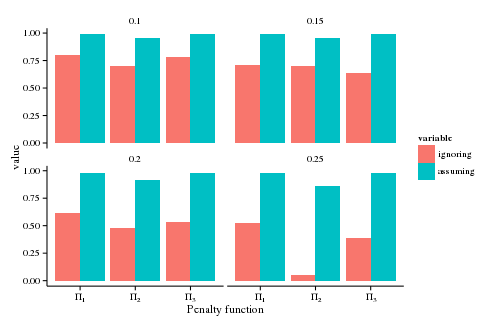 0.1 0.15
1.00
0.75
0.50
0.25
0.00
0.2 0.25
1.00
0.75
0.50
0.25
0.00
value
Π₁ Π₂ Π₃ Π₁ Π₂ Π₃
Penalty function
variable
ignoring
assuming